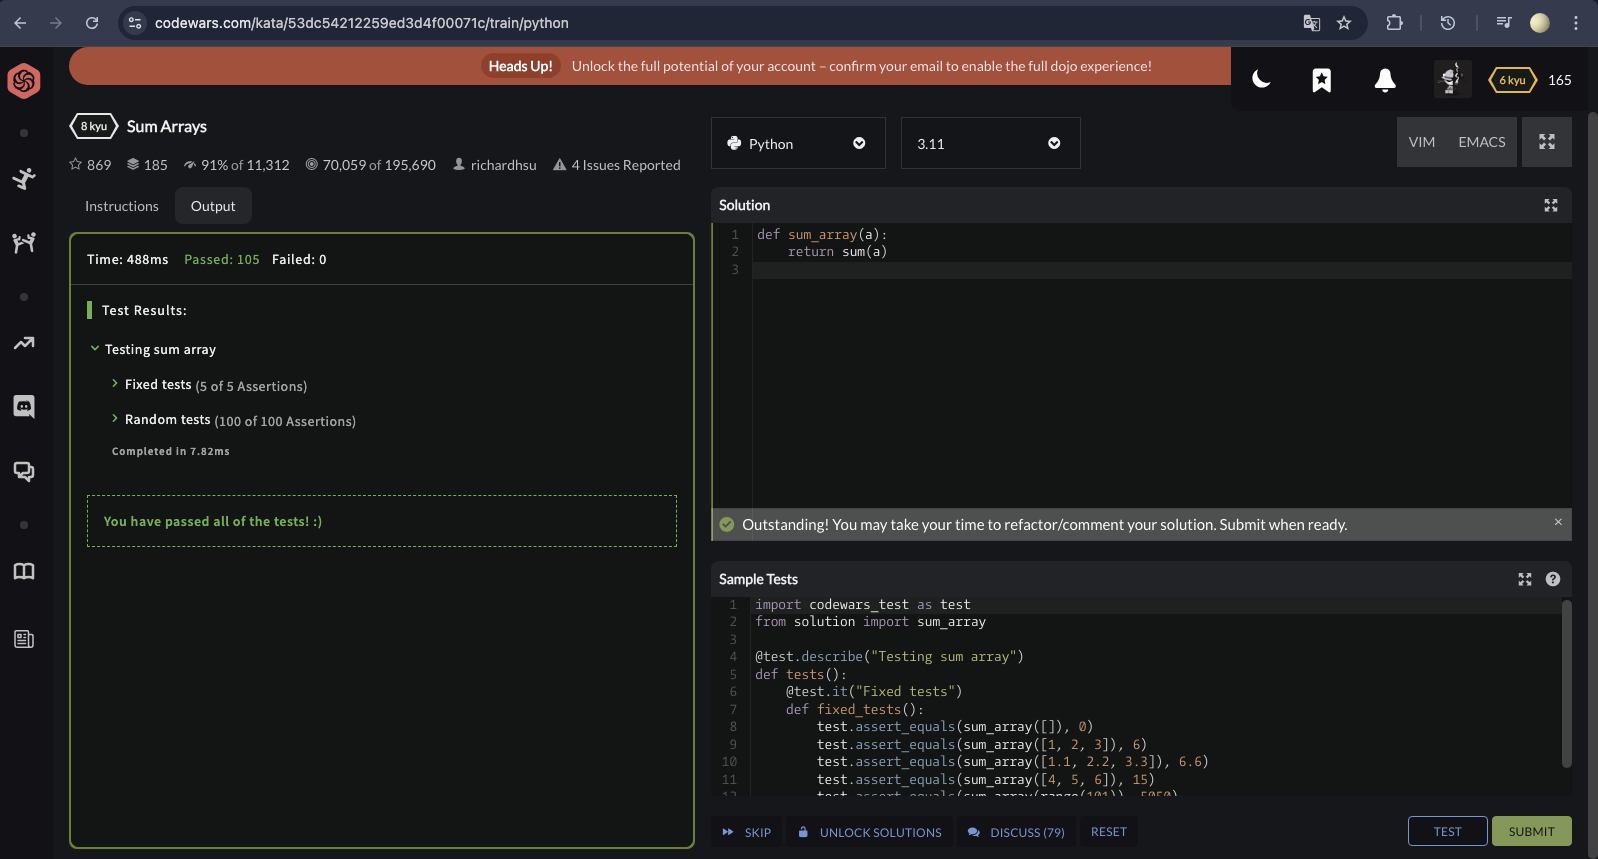 codewars.com/kata/53dc54212259ed3d4f00071c/train/python
Heads Up! Unlock the full potential of your account – confirm your email to enable the full dojo experience!
6 kyu 165
8 kyu Sum Arrays
869 185 91% of 11,312 70,059 of 195,690 richardhsu 4 Issues Reported
Instructions Output
Time: 488ms Passed: 105 Failed: 0
Test Results:
Testing sum array
Fixed tests (5 of 5 Assertions)
Random tests (100 of 100 Assertions)
Completed in 7.82ms
You have passed all of the tests! :)
Python 3.11 VIM EMACS
Solution
1 def sum_array(a):
2     return sum(a)
3
Outstanding! You may take your time to refactor/comment your solution. Submit when ready. ×
Sample Tests
1 import codewars_test as test
2 from solution import sum_array
3
4 @test.describe("Testing sum array")
5 def tests():
6     @test.it("Fixed tests")
7     def fixed_tests():
8         test.assert_equals(sum_array([]), 0)
9         test.assert_equals(sum_array([1, 2, 3]), 6)
10         test.assert_equals(sum_array([1.1, 2.2, 3.3]), 6.6)
11         test.assert_equals(sum_array([4, 5, 6]), 15)
12         test.assert_equals(sum_array(range(101)), 5050)
SKIP UNLOCK SOLUTIONS DISCUSS (79) RESET TEST SUBMIT